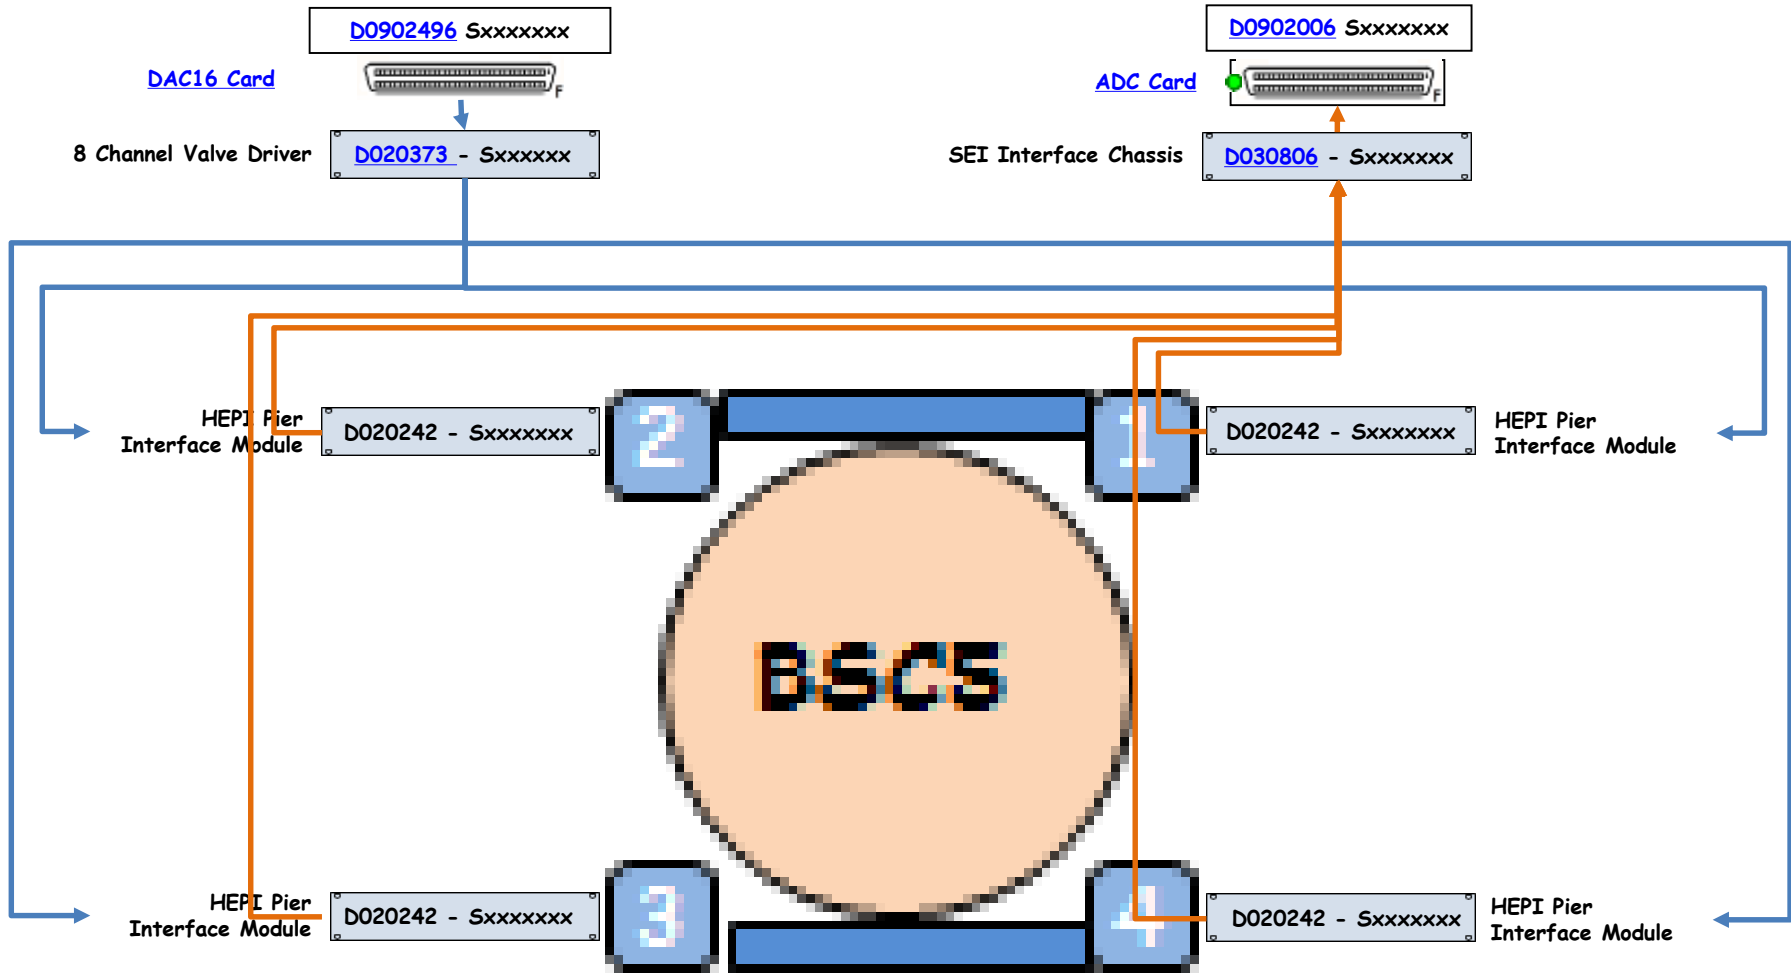 D0902496 Sxxxxxxx
D0902006 Sxxxxxxx
DAC16 Card
F
ADC Card
F
8 Channel Valve Driver
D020373 - Sxxxxxx
SEI Interface Chassis
D030806 - Sxxxxxxx
HEPI Pier
Interface Module
D020242 - Sxxxxxxx
2
1
D020242 - Sxxxxxxx
HEPI Pier
Interface Module
BSC5
HEPI Pier
Interface Module
D020242 - Sxxxxxxx
3
4
D020242 - Sxxxxxxx
HEPI Pier
Interface Module